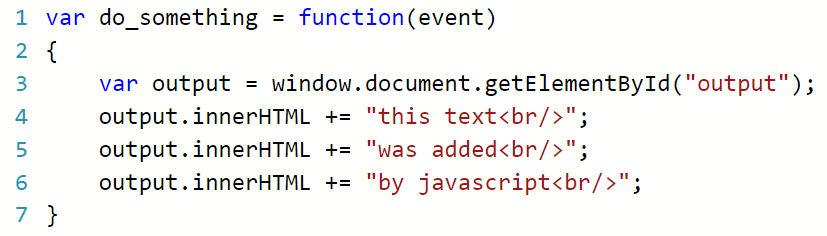 1 var do_something = function(event)
2 {
3     var output = window.document.getElementById("output");
4     output.innerHTML += "this text<br/>";
5     output.innerHTML += "was added<br/>";
6     output.innerHTML += "by javascript<br/>";
7 }